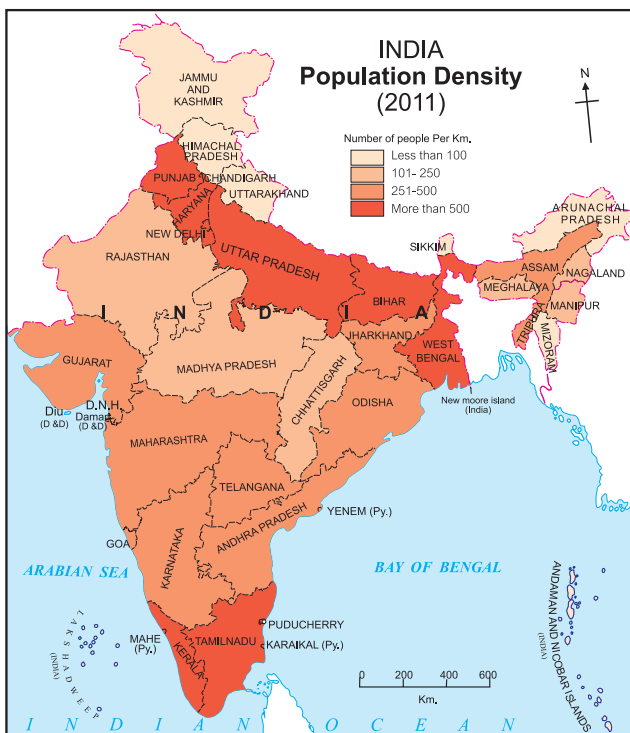 INDIA
Population Density
(2011)
N
Number of people Per Km.
Less than 100
101- 250
251-500
More than 500
JAMMU
AND
KASHMIR
HIMACHAL
PRADESH
PUNJAB
CHANDIGARH
UTTARAKHAND
HARYANA
NEW DELHI
RAJASTHAN
UTTAR PRADESH
SIKKIM
ARUNACHAL
PRADESH
ASSAM
NAGALAND
MEGHALAYA
MANIPUR
BIHAR
I N D I A
TRIPURA
MIZORAM
JHARKHAND
WEST
BENGAL
GUJARAT
MADHYA PRADESH
CHHATTISGARH
New moore island
(India)
D.N.H.
Diu
(D &D)
Daman
(D &D)
ODISHA
MAHARASHTRA
TELANGANA
ANDHRA PRADESH
YENEM (Py.)
GOA
KARNATAKA
ARABIAN SEA
BAY OF BENGAL
ANDAMAN AND NICOBAR ISLANDS
(INDIA)
LAKSHADWEEP
(INDIA)
MAHE
(Py.)
KERALA
TAMILNADU
PUDUCHERRY
KARAIKAL (Py.)
0 200 400 600
Km.
INDIAN OCEAN